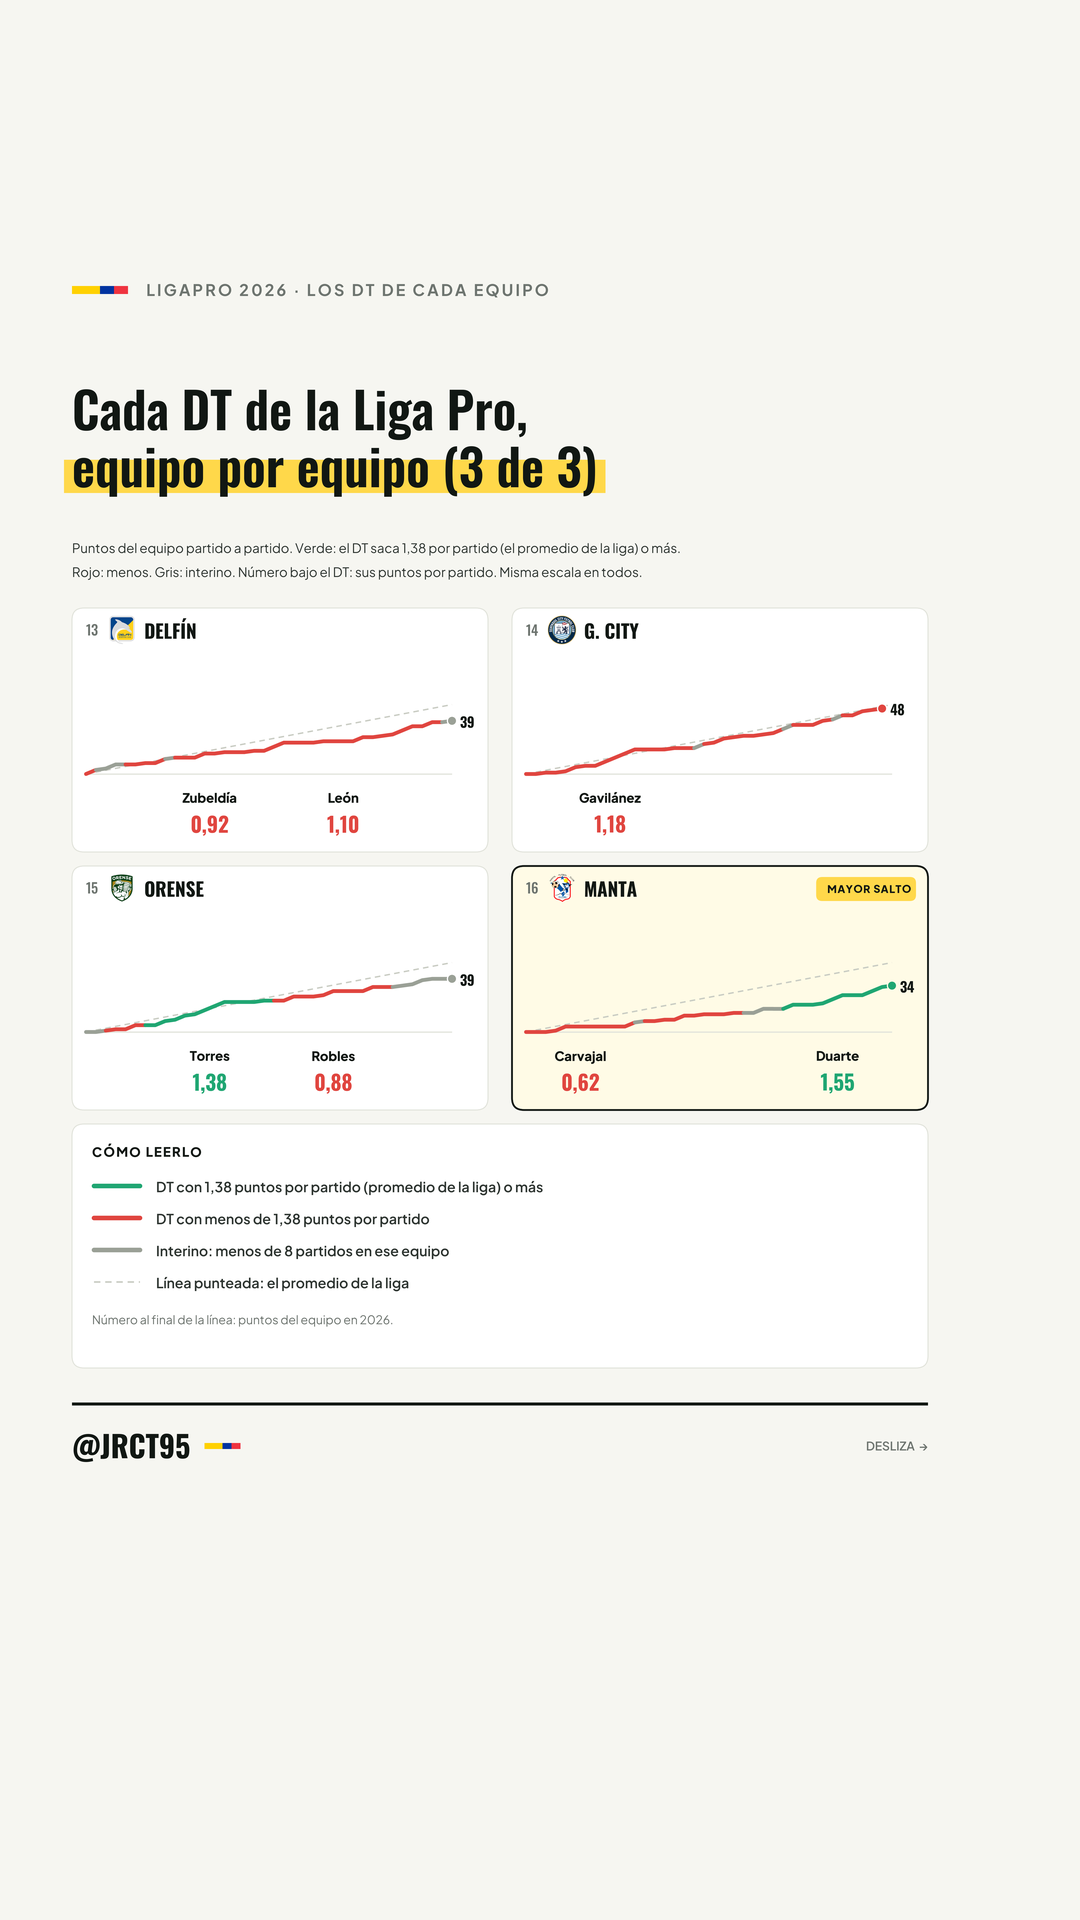 LIGAPRO 2026 · LOS DT DE CADA EQUIPO
Cada DT de la Liga Pro,
equipo por equipo (3 de 3)
Puntos del equipo partido a partido. Verde: el DT saca 1,38 por partido (el promedio de la liga) o más.
Rojo: menos. Gris: interino. Número bajo el DT: sus puntos por partido. Misma escala en todos.
13 DELFÍN
39
Zubeldía León
0,92 1,10
14 G. CITY
48
Gavilánez
1,18
15 ORENSE
39
Torres Robles
1,38 0,88
16 MANTA MAYOR SALTO
34
Carvajal Duarte
0,62 1,55
CÓMO LEERLO
DT con 1,38 puntos por partido (promedio de la liga) o más
DT con menos de 1,38 puntos por partido
Interino: menos de 8 partidos en ese equipo
Línea punteada: el promedio de la liga
Número al final de la línea: puntos del equipo en 2026.
@JRCT95
DESLIZA →